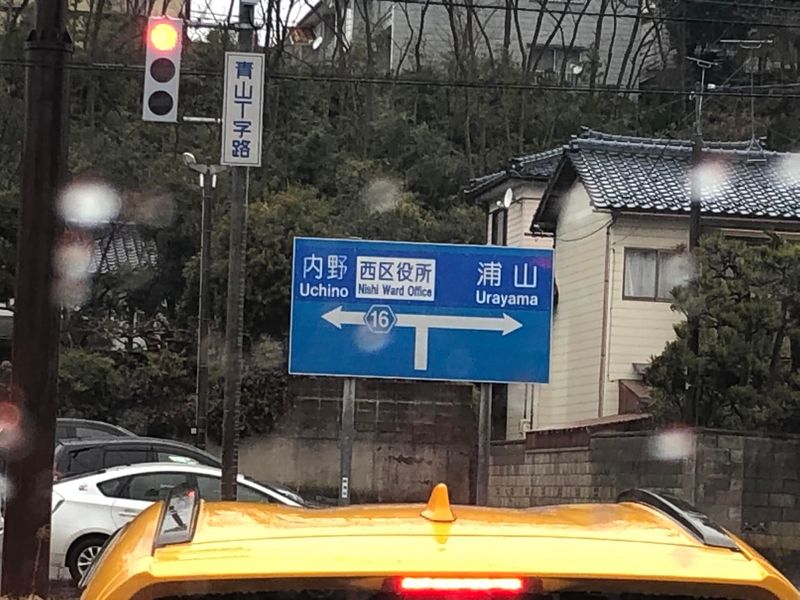 青山丁字路
内野
Uchino
西区役所
Nishi Ward Office
浦山
Urayama
16